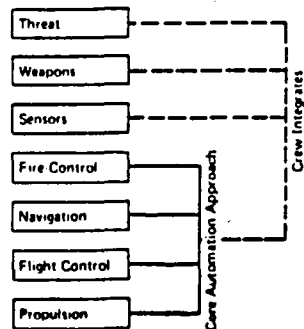 Threat
Weapons
Sensors
Fire-Control
Navigation
Flight Control
Propulsion
Core Automation Approach
Crew Integrates